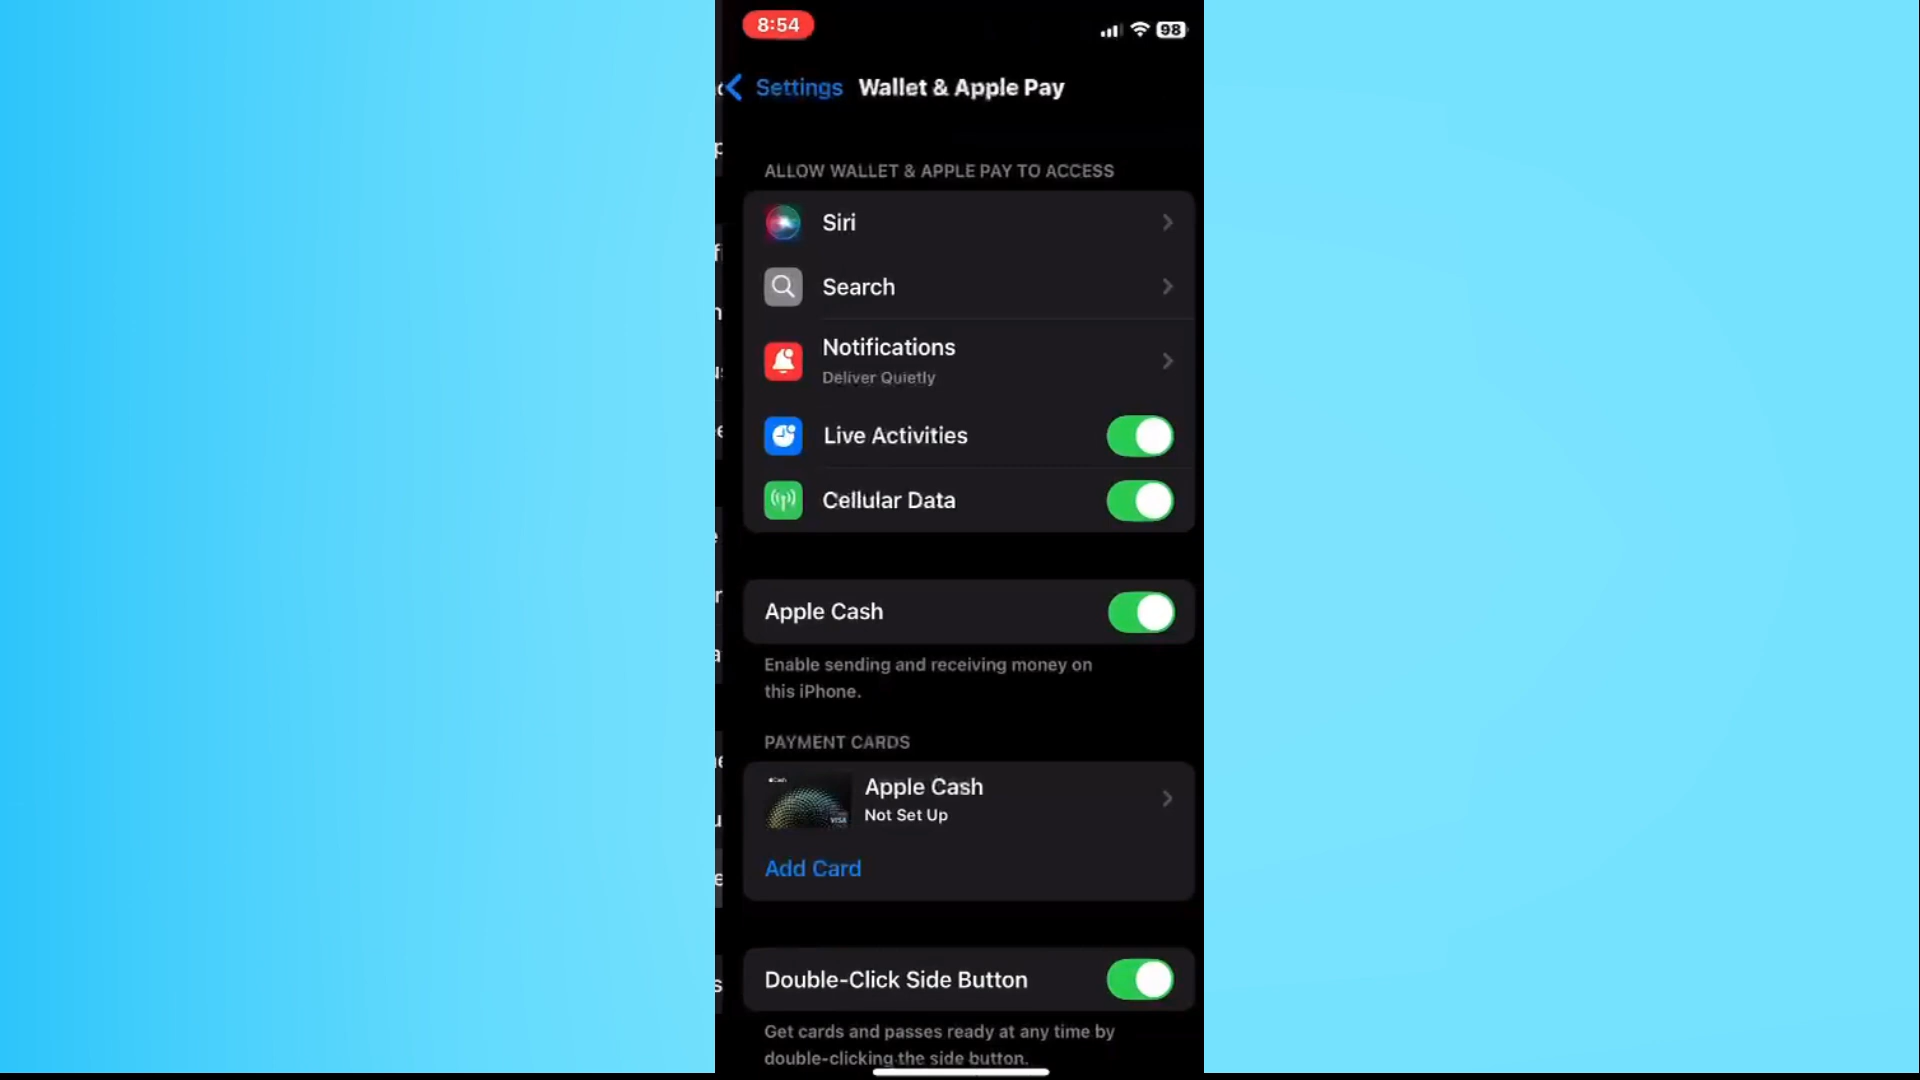 8:54
98
Settings
Wallet & Apple Pay
ALLOW WALLET & APPLE PAY TO ACCESS
Siri
Search
Notifications
Deliver Quietly
Live Activities
Cellular Data
Apple Cash
Enable sending and receiving money on
this iPhone.
PAYMENT CARDS
Cash
VISA
Apple Cash
Not Set Up
Add Card
Double-Click Side Button
Get cards and passes ready at any time by
double-clicking the side button.